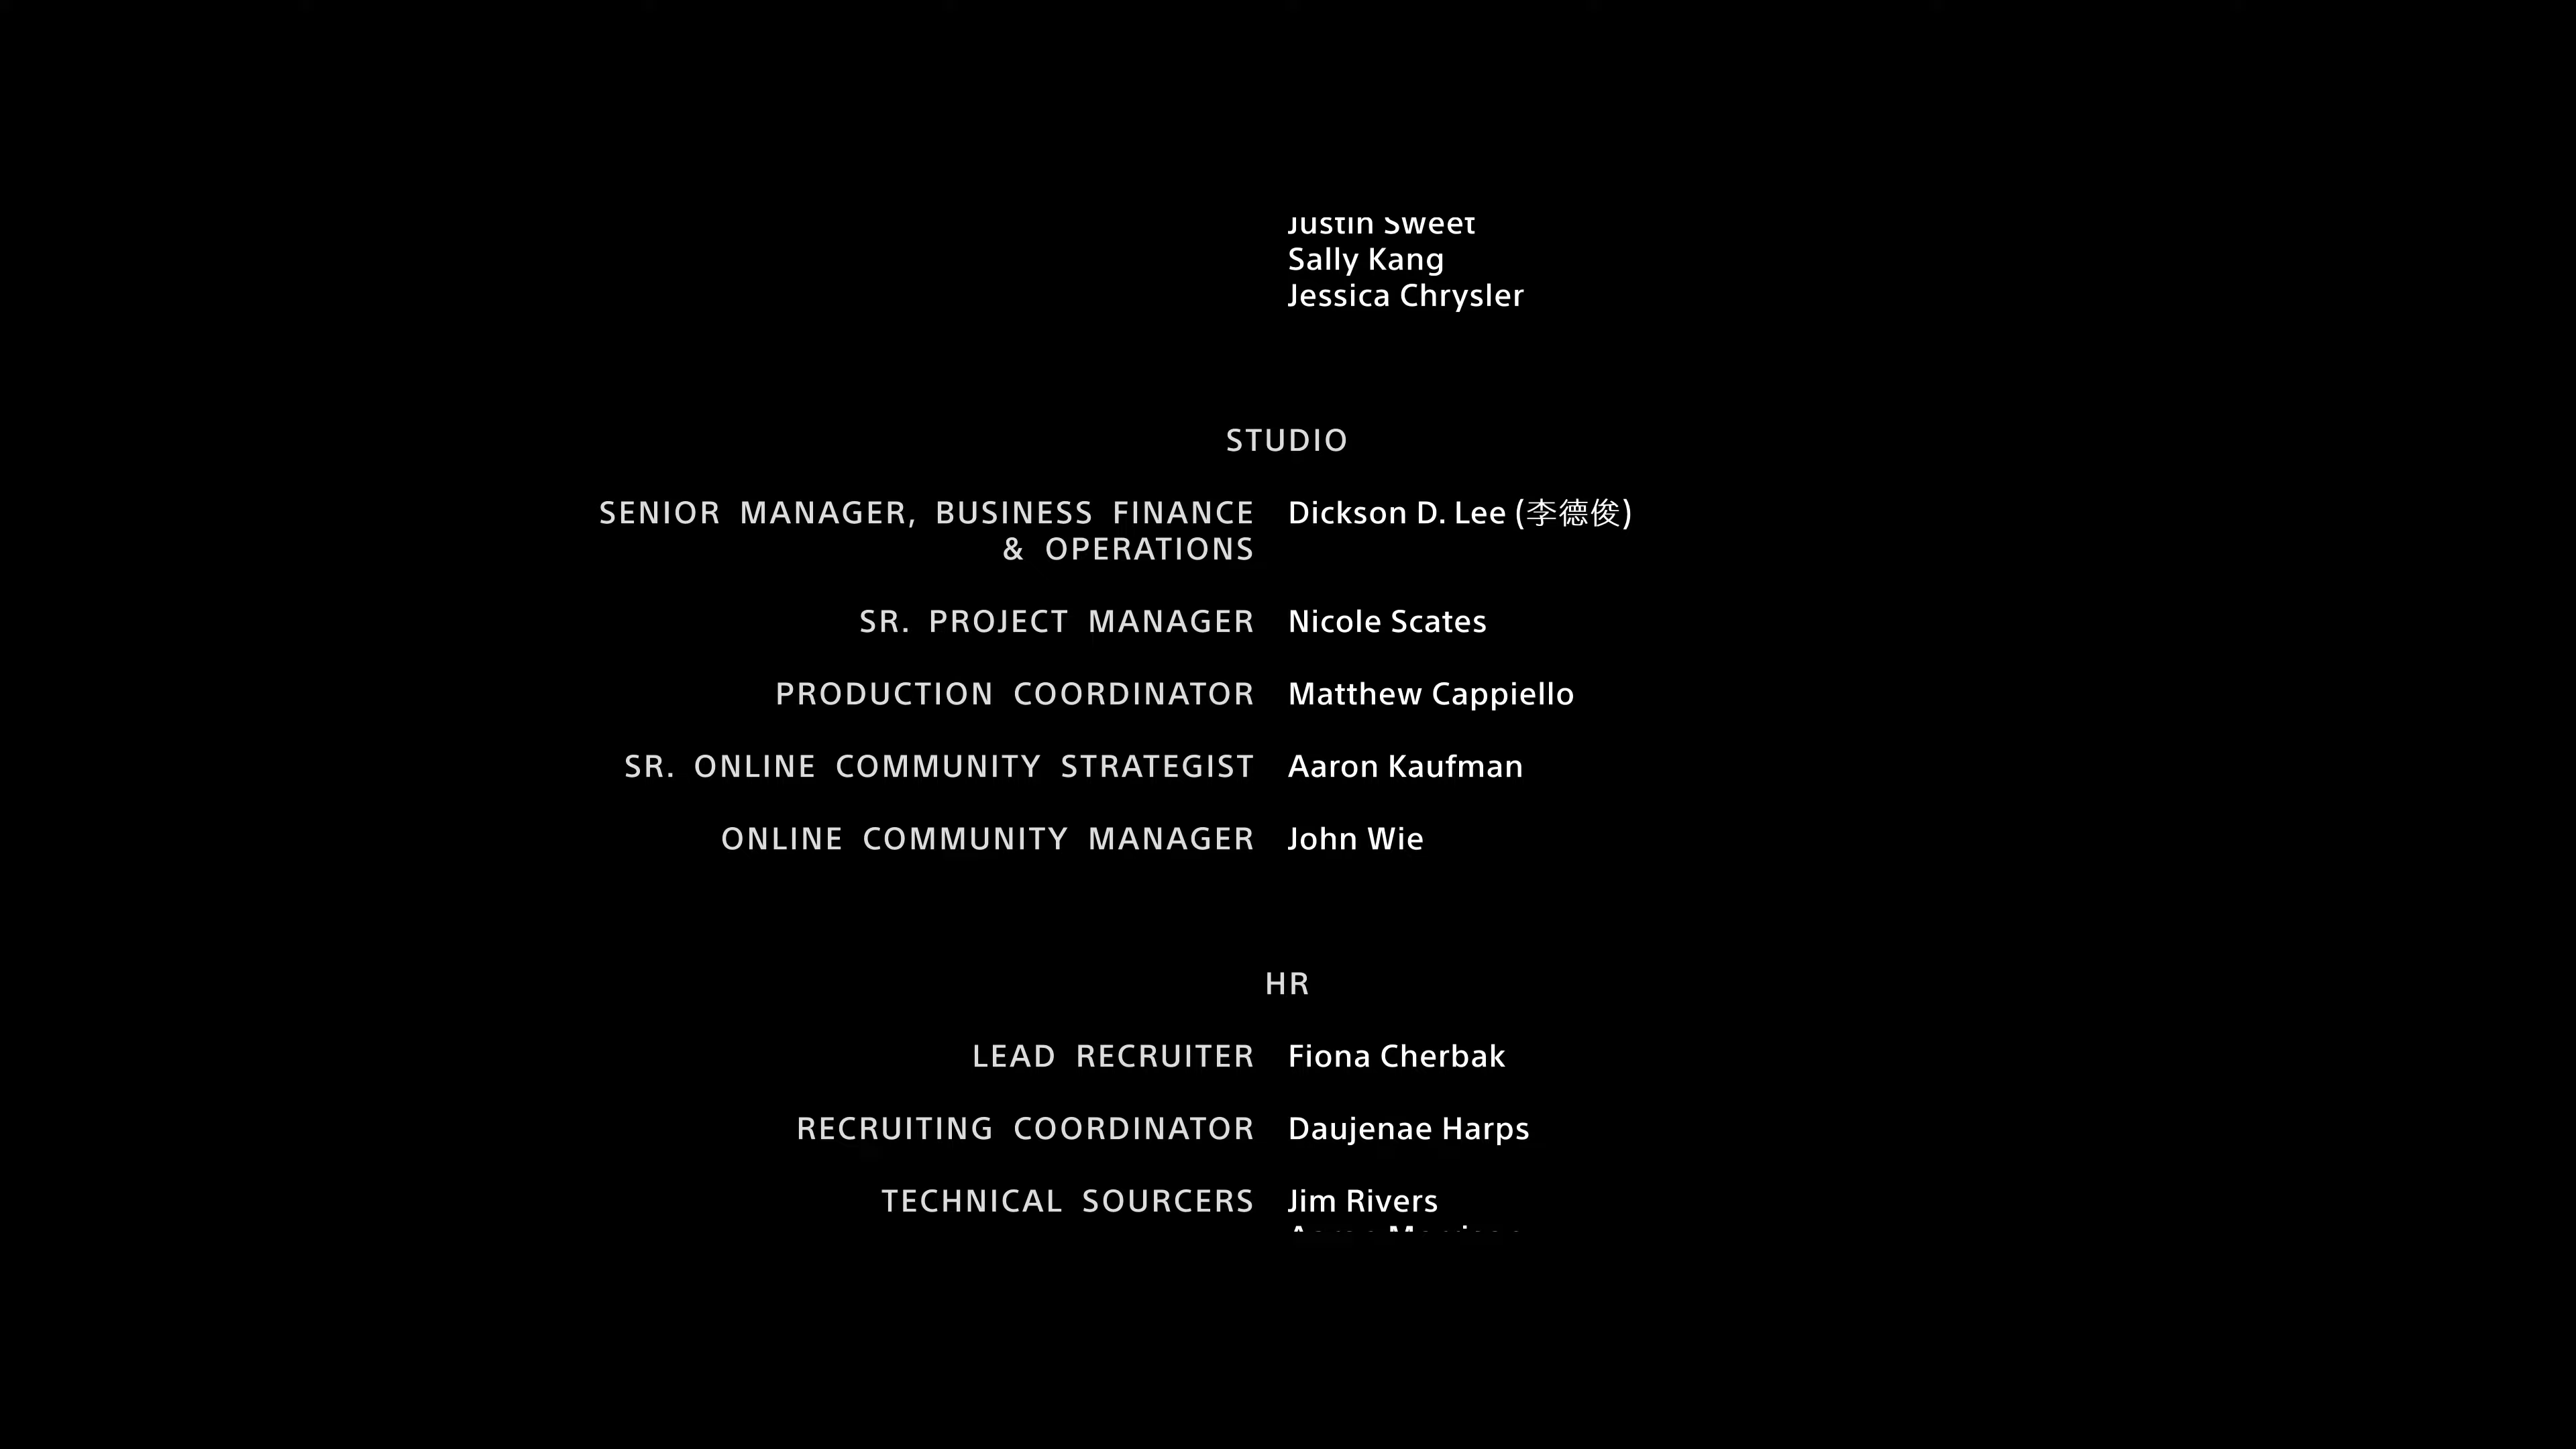 Justin Sweet
Sally Kang
Jessica Chrysler
STUDIO
SENIOR MANAGER, BUSINESS FINANCE Dickson D. Lee (李德俊)
& OPERATIONS
SR. PROJECT MANAGER Nicole Scates
PRODUCTION COORDINATOR Matthew Cappiello
SR. ONLINE COMMUNITY STRATEGIST Aaron Kaufman
ONLINE COMMUNITY MANAGER John Wie
HR
LEAD RECRUITER Fiona Cherbak
RECRUITING COORDINATOR Daujenae Harps
TECHNICAL SOURCERS Jim Rivers